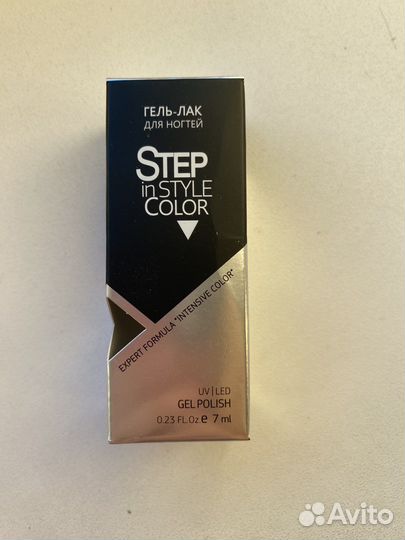 ГЕЛЬ-ЛАК
ДЛЯ НОГТЕЙ
STEP
in STYLE
COLOR
EXPERT FORMULA "INTENSIVE COLOR"
UV | LED
GEL POLISH
0.23 FL.Oz e 7 ml
Avito